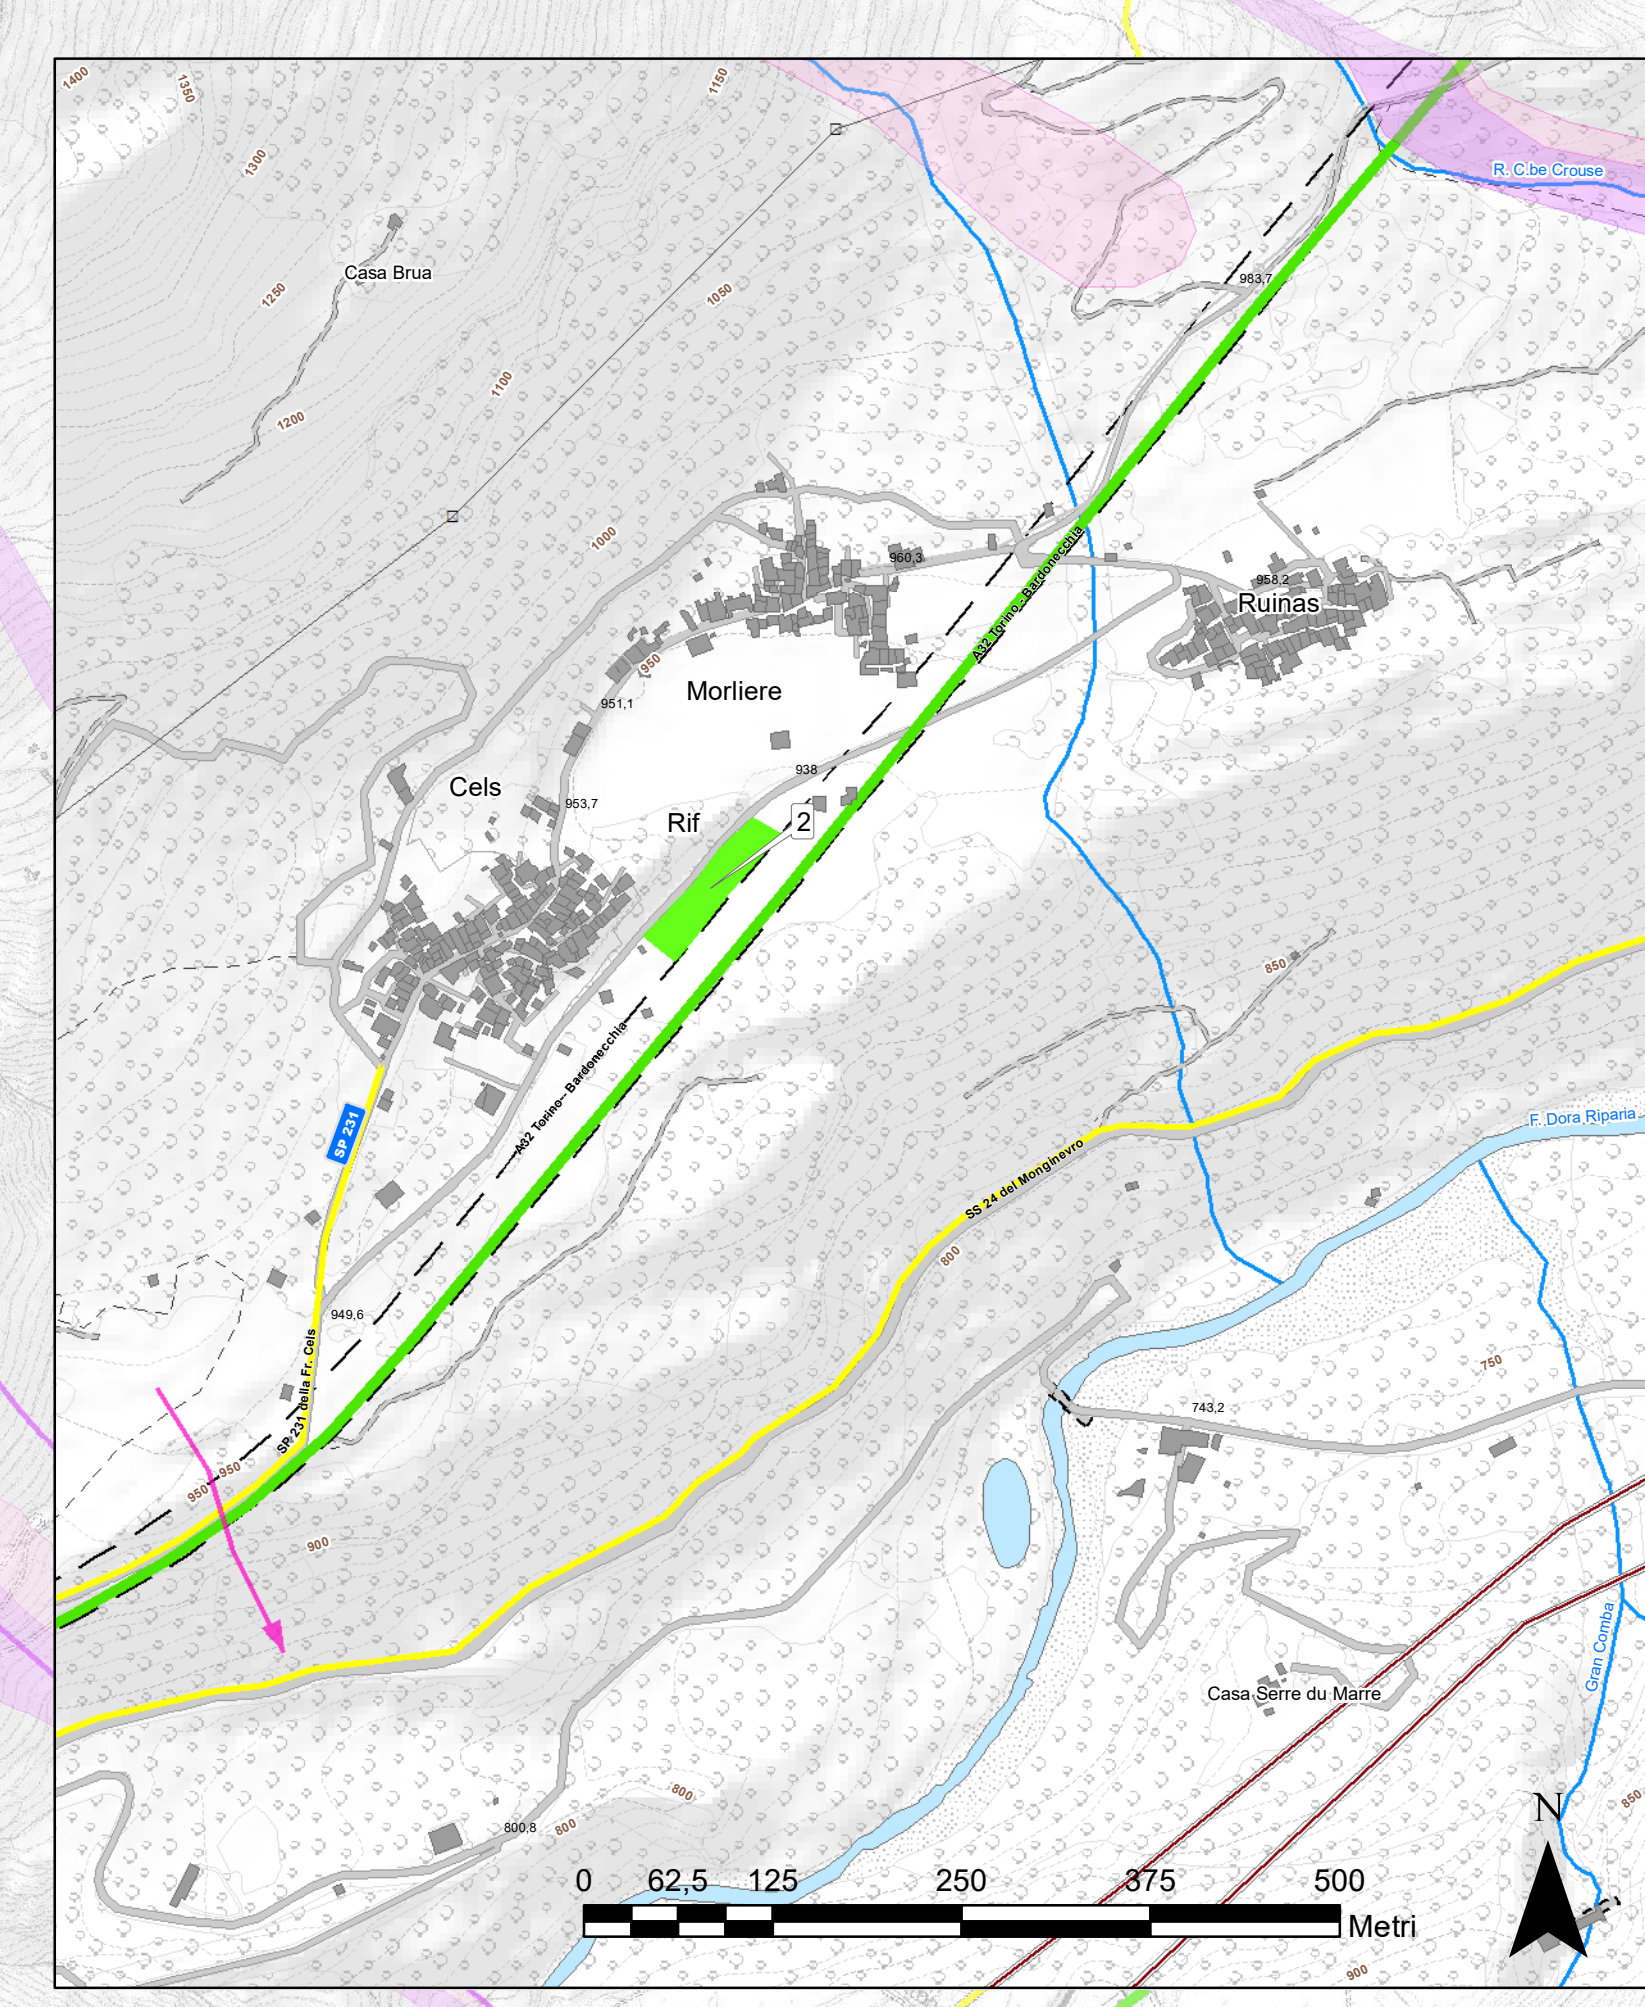 1400
1350
1150
1300
R. C.be Crouse
Casa Brua
983,7
1250
1050
1100
1200
1000
960,3
A32 Torino - Bardonecchia
958,2
Ruinas
950
Morliere
951,1
938
Cels
953,7
Rif
2
850
A32 Torino - Bardonecchia
SP 231
F. Dora Riparia
SS 24 del Monginevro
800
949,6
SP 231 della Fr. Cels
750
743,2
950
950
900
Gran Comba
Casa Serre du Marre
800
800
800,8
850
N
0 62,5 125 250 375 500
Metri
900